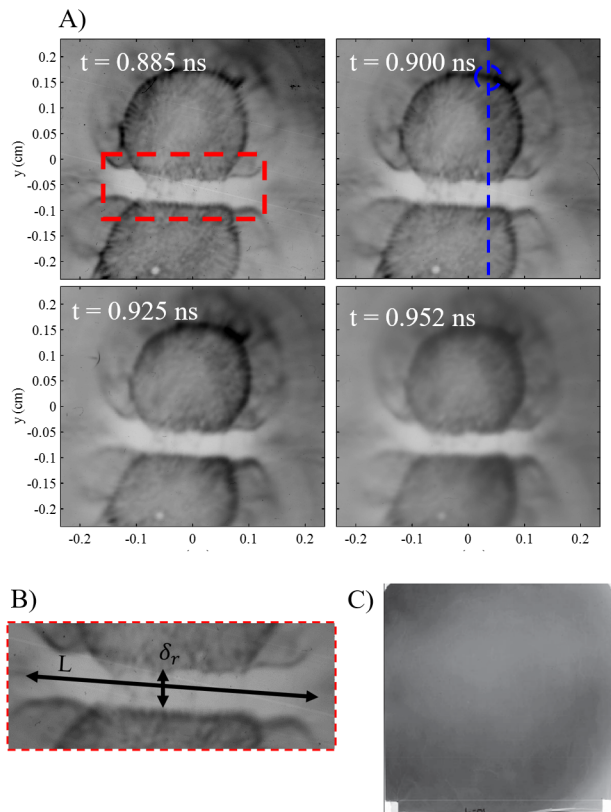 A)
t = 0.885 ns
t = 0.900 ns
y (cm)
0.2
0.15
0.1
0.05
0
-0.05
-0.1
-0.15
-0.2
t = 0.925 ns
t = 0.952 ns
y (cm)
0.2
0.15
0.1
0.05
0
-0.05
-0.1
-0.15
-0.2
-0.2 -0.1 0 0.1 0.2
-0.2 -0.1 0 0.1 0.2
B)
C)
L
δr